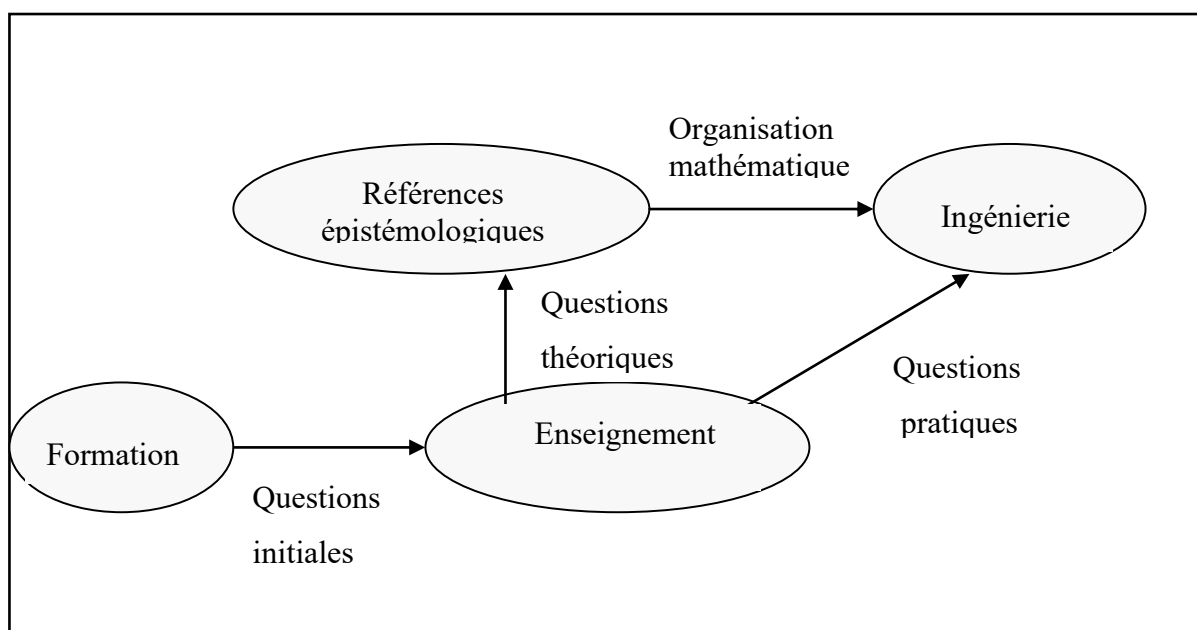 Organisation
mathématique
Références
épistémologiques
Ingénierie
Questions
théoriques
Questions
pratiques
Enseignement
Formation
Questions
initiales